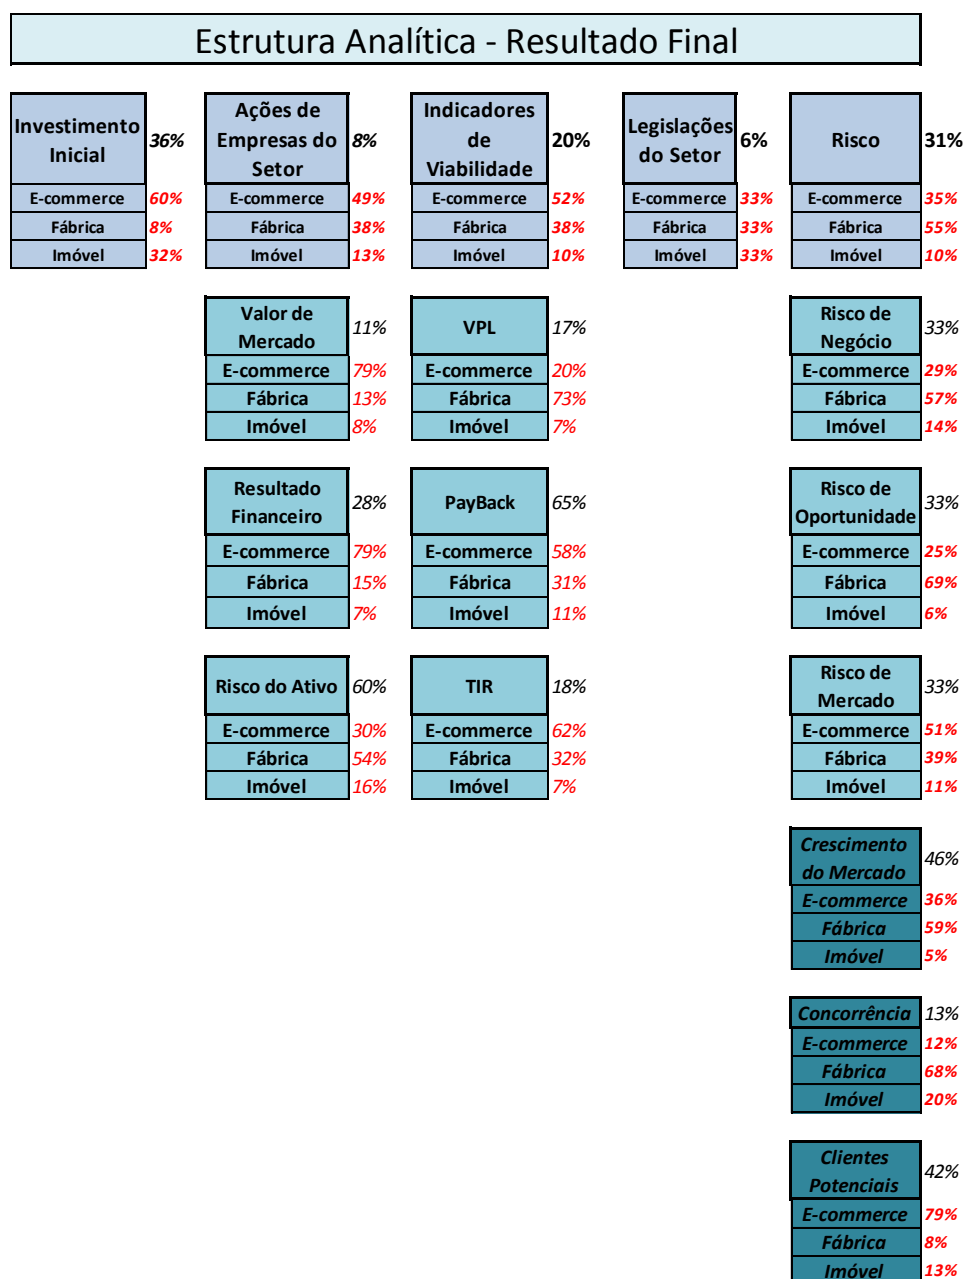 Estrutura Analítica - Resultado Final
Investimento Inicial 36%
E-commerce 60%
Fábrica 8%
Imóvel 32%
Ações de Empresas do Setor 8%
E-commerce 49%
Fábrica 38%
Imóvel 13%
Indicadores de Viabilidade 20%
E-commerce 52%
Fábrica 38%
Imóvel 10%
Legislações do Setor 6%
E-commerce 33%
Fábrica 33%
Imóvel 33%
Risco 31%
E-commerce 35%
Fábrica 55%
Imóvel 10%
Valor de Mercado 11%
E-commerce 79%
Fábrica 13%
Imóvel 8%
VPL 17%
E-commerce 20%
Fábrica 73%
Imóvel 7%
Risco de Negócio 33%
E-commerce 29%
Fábrica 57%
Imóvel 14%
Resultado Financeiro 28%
E-commerce 79%
Fábrica 15%
Imóvel 7%
PayBack 65%
E-commerce 58%
Fábrica 31%
Imóvel 11%
Risco de Oportunidade 33%
E-commerce 25%
Fábrica 69%
Imóvel 6%
Risco do Ativo 60%
E-commerce 30%
Fábrica 54%
Imóvel 16%
TIR 18%
E-commerce 62%
Fábrica 32%
Imóvel 7%
Risco de Mercado 33%
E-commerce 51%
Fábrica 39%
Imóvel 11%
Crescimento do Mercado 46%
E-commerce 36%
Fábrica 59%
Imóvel 5%
Concorrência 13%
E-commerce 12%
Fábrica 68%
Imóvel 20%
Clientes Potenciais 42%
E-commerce 79%
Fábrica 8%
Imóvel 13%